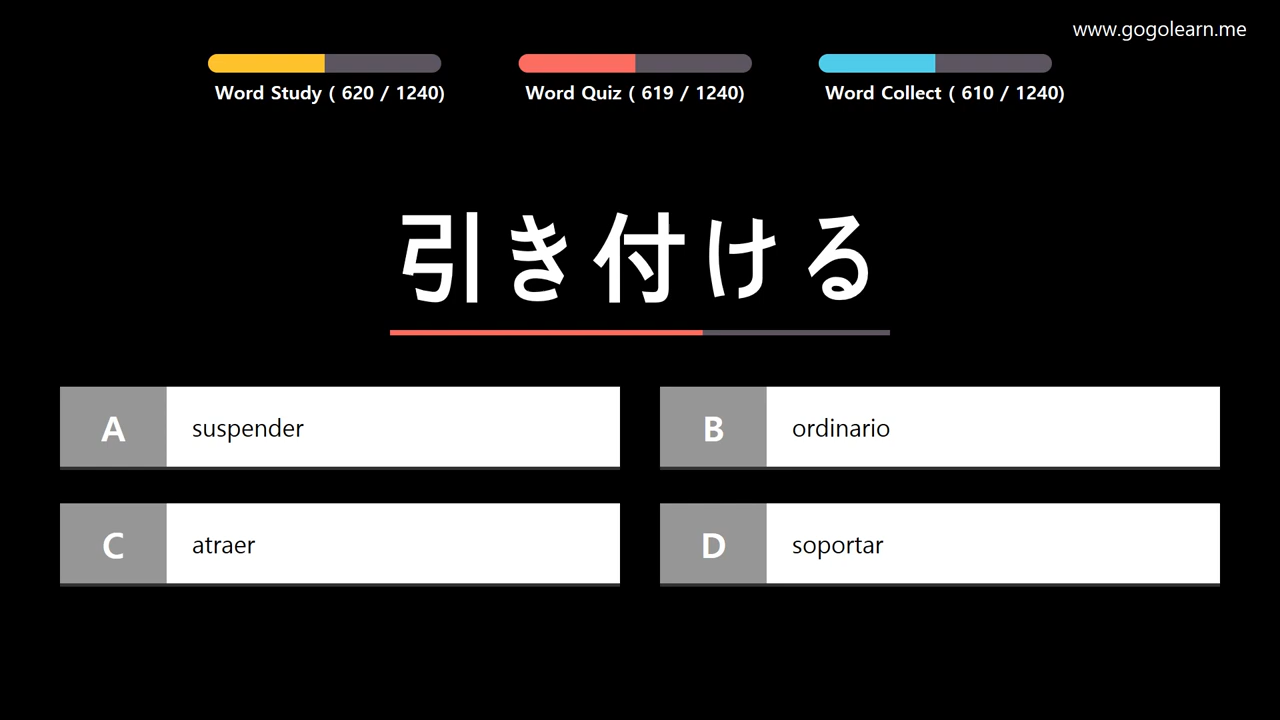 www.gogolearn.me
Word Study ( 620 / 1240)
Word Quiz ( 619 / 1240)
Word Collect ( 610 / 1240)
引き付ける
A suspender
B ordinario
C atraer
D soportar